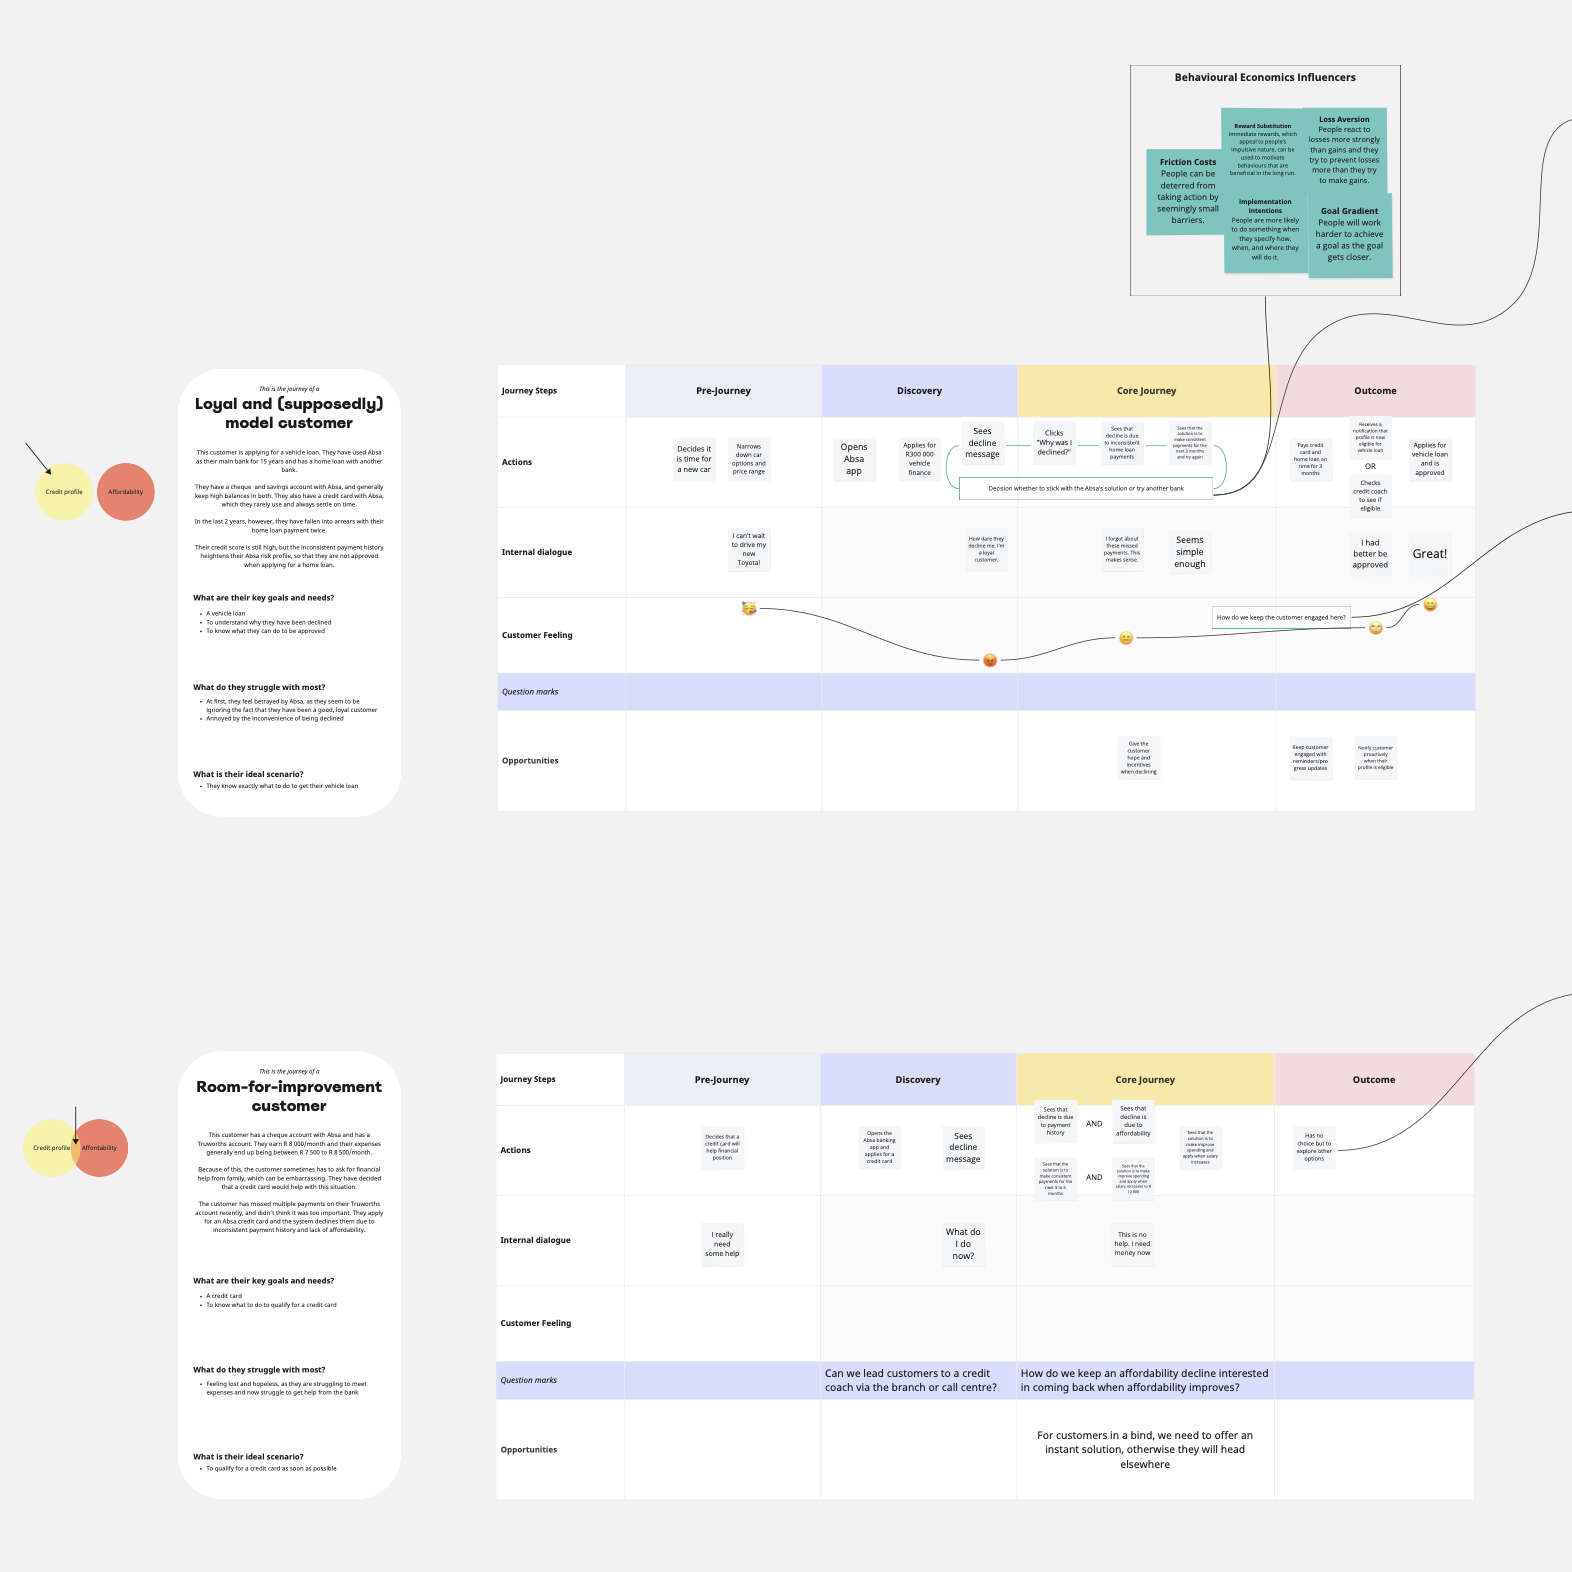 Behavioural Economics Influencers
Friction Costs
People can be
deterred from
taking action by
seemingly small
barriers.
Reward Substitution
Immediate rewards, which
appeal to people's
impulsive nature, can be
used to motivate
behaviours that are
beneficial in the long run.
Loss Aversion
People react to
losses more strongly
than gains and they
try to prevent losses
more than they try
to make gains.
Implementation
Intentions
People are more likely
to do something when
they specify how,
when, and where they
will do it.
Goal Gradient
People will work
harder to achieve
a goal as the goal
gets closer.
Credit profile
Affordability
This is the journey of a
Loyal and (supposedly)
model customer
This customer is applying for a vehicle loan. They have used Absa
as their main bank for 15 years and has a home loan with another
bank.
They have a cheque and savings account with Absa, and generally
keep high balances in both. They also have a credit card with Absa,
which they rarely use and always settle on time.
In the last 2 years, however, they have fallen into arrears with their
home loan payment twice.
Their credit score is still high, but the inconsistent payment history
heightens their Absa risk profile, so that they are not approved
when applying for a home loan.
What are their key goals and needs?
• A vehicle loan
• To understand why they have been declined
• To know what they can do to be approved
What do they struggle with most?
• At first, they feel betrayed by Absa, as they seem to be
ignoring the fact that they have been a good, loyal customer
• Annoyed by the inconvenience of being declined
What is their ideal scenario?
• They know exactly what to do to get their vehicle loan
Journey Steps
Pre-Journey
Discovery
Core Journey
Outcome
Actions
Decides it
is time for
a new car
Narrows
down car
options and
price range
Opens
Absa
app
Applies for
R300 000
vehicle
finance
Sees
decline
message
Clicks
"Why was I
declined?"
Sees that
decline is due
to inconsistent
home loan
payments
Sees that the
solution is to
make consistent
payments for the
next 3 months
and try again
Decision whether to stick with the Absa's solution or try another bank
Pays credit
card and
home loan on
time for 3
months
Receives a
notification that
profile is now
eligible for
vehicle loan
OR
Checks
credit coach
to see if
eligible
Applies for
vehicle loan
and is
approved
Internal dialogue
I can't wait
to drive my
new
Toyota!
How dare they
decline me. I'm
a loyal
customer.
I forgot about
these missed
payments. This
makes sense.
Seems
simple
enough
I had
better be
approved
Great!
Customer Feeling
How do we keep the customer engaged here?
Question marks
Opportunities
Give the
customer
hope and
incentives
when declining
Keep customer
engaged with
reminders/pro
gress updates
Notify customer
proactively
when their
profile is eligible
Credit profile
Affordability
This is the journey of a
Room-for-improvement
customer
This customer has a cheque account with Absa and has a
Truworths account. They earn R 8 000/month and their expenses
generally end up being between R 7 500 to R 8 500/month.
Because of this, the customer sometimes has to ask for financial
help from family, which can be embarrassing. They have decided
that a credit card would help with this situation.
The customer has missed multiple payments on their Truworths
account recently, and didn't think it was too important. They apply
for an Absa credit card and the system declines them due to
inconsistent payment history and lack of affordability.
What are their key goals and needs?
• A credit card
• To know what to do to qualify for a credit card
What do they struggle with most?
• Feeling lost and hopeless, as they are struggling to meet
expenses and now struggle to get help from the bank
What is their ideal scenario?
• To qualify for a credit card as soon as possible
Journey Steps
Pre-Journey
Discovery
Core Journey
Outcome
Actions
Decides that a
credit card will
help financial
position
Opens the
Absa banking
app and
applies for a
credit card
Sees
decline
message
Sees that
decline is due
to payment
history
AND
Sees that
decline is
due to
affordability
Sees that the
solution is to
make consistent
payments for the
next 3 to 6
months
AND
Sees that the
solution is to make
improve spending
and apply when
salary increases to R
10 000
Sees that the
solution is to
make improve
spending and
apply when salary
increases
Has no
choice but to
explore other
options
Internal dialogue
I really
need
some help
What do
I do
now?
This is no
help. I need
money now
Customer Feeling
Question marks
Can we lead customers to a credit
coach via the branch or call centre?
How do we keep an affordability decline interested
in coming back when affordability improves?
Opportunities
For customers in a bind, we need to offer an
instant solution, otherwise they will head
elsewhere